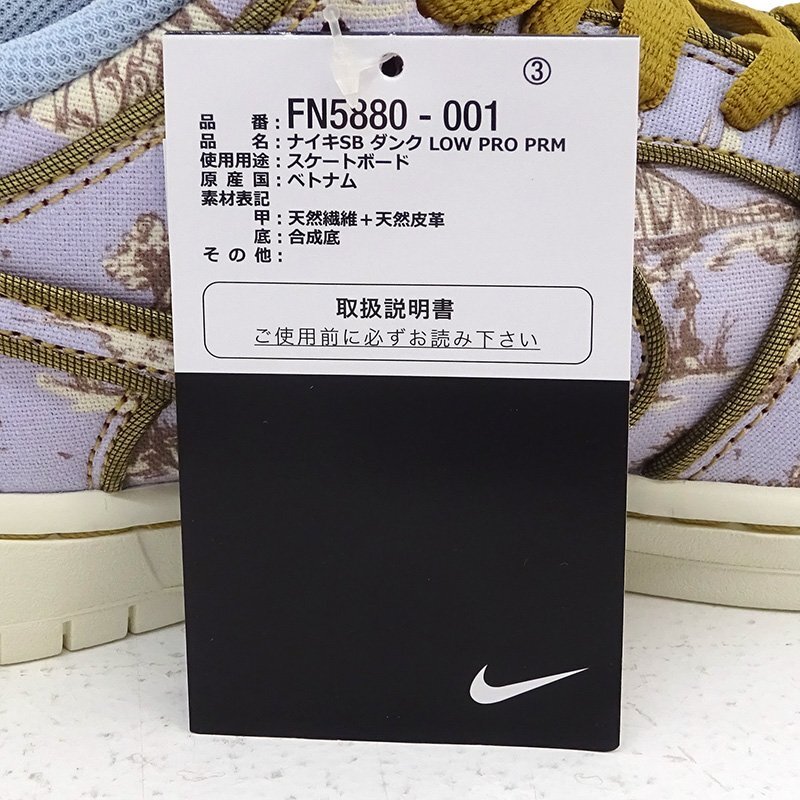 ③
品番：FN5880 - 001
品名：ナイキSB ダンク LOW PRO PRM
使用用途：スケートボード
原産国：ベトナム
素材表記
甲：天然繊維＋天然皮革
底：合成底
その他：
取扱説明書
ご使用前に必ずお読み下さい